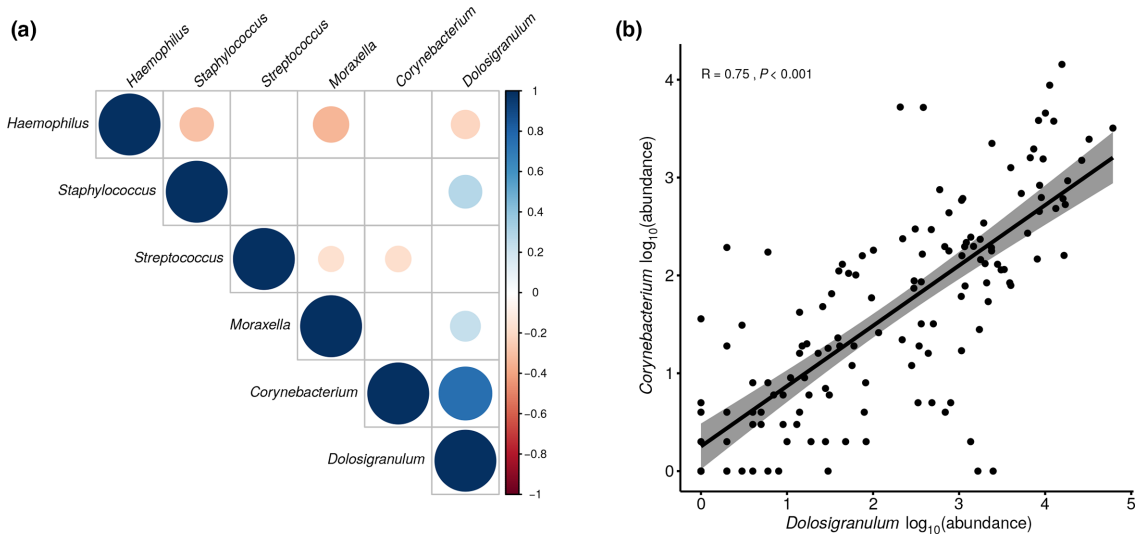 (a)
Haemophilus
Staphylococcus
Streptococcus
Moraxella
Corynebacterium
Dolosigranulum
Haemophilus
Staphylococcus
Streptococcus
Moraxella
Corynebacterium
Dolosigranulum
1
0.8
0.6
0.4
0.2
0
−0.2
−0.4
−0.6
−0.8
−1
(b)
R = 0.75 , P < 0.001
Corynebacterium log10(abundance)
4
3
2
1
0
0 1 2 3 4 5
Dolosigranulum log10(abundance)